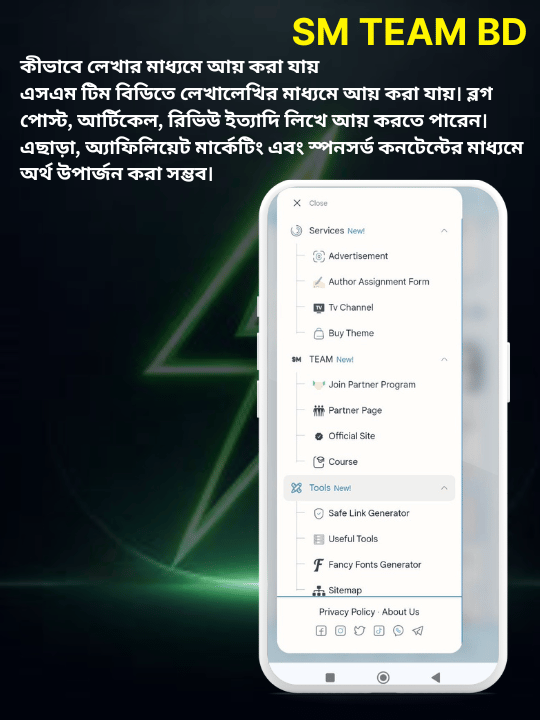 SM TEAM BD
কীভাবে লেখার মাধ্যমে আয় করা যায়
এসএম টিম বিডিতে লেখালেখির মাধ্যমে আয় করা যায়। ব্লগ
পোস্ট, আর্টিকেল, রিভিউ ইত্যাদি লিখে আয় করতে পারেন।
এছাড়া, অ্যাফিলিয়েট মার্কেটিং এবং স্পনসর্ড কনটেন্টের মাধ্যমে
অর্থ উপার্জন করা সম্ভব।
Close
Services New!
Advertisement
Author Assignment Form
TV Tv Channel
Buy Theme
SM TEAM New!
Join Partner Program
Partner Page
Official Site
Course
Tools New!
Safe Link Generator
Useful Tools
F Fancy Fonts Generator
Sitemap
Privacy Policy · About Us